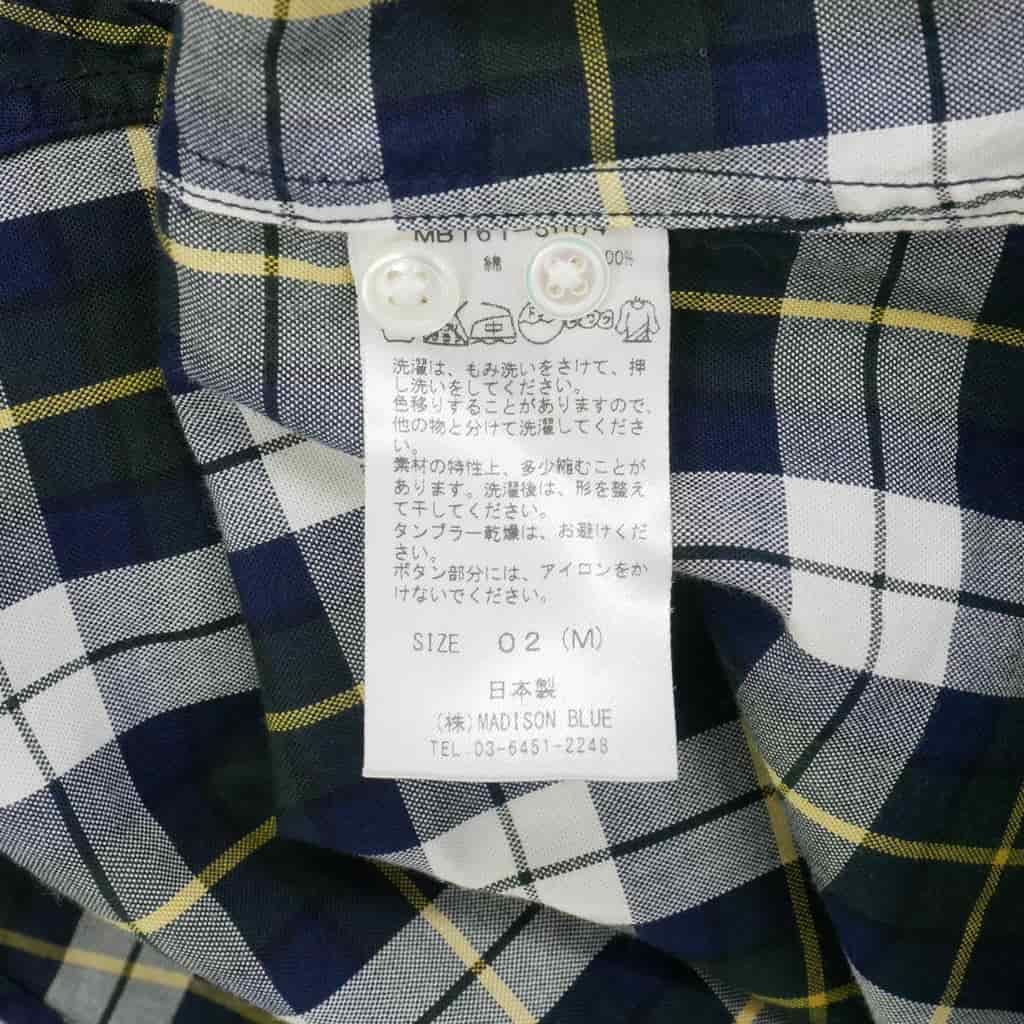 綿 00%
洗濯は、もみ洗いをさけて、押
し洗いをしてください。
色移りすることがありますので、
他の物と分けて洗濯してくださ
い。
素材の特性上、多少縮むことが
あります。洗濯後は、形を整え
て干してください。
タンブラー乾燥は、お避けくだ
さい。
ボタン部分には、アイロンをか
けないでください。
SIZE 02 (M)
日本製
(株)MADISON BLUE
TEL.03-6451-2248